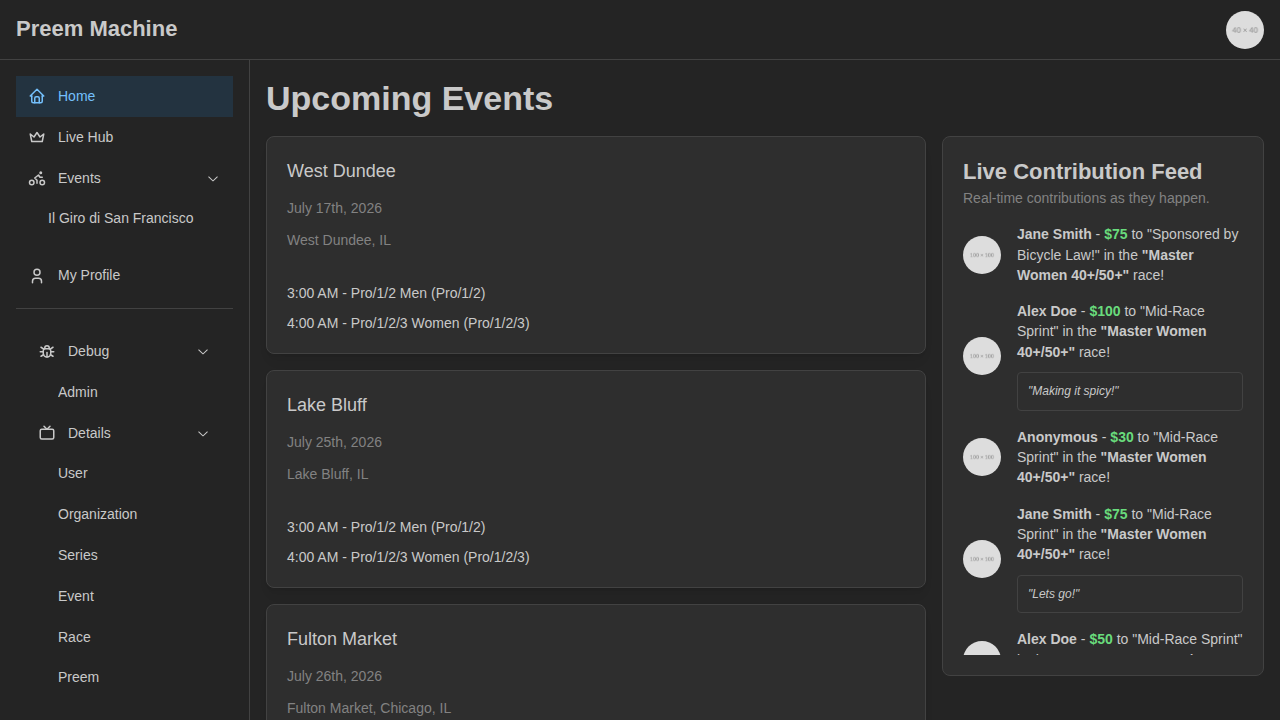 Preem Machine
40 × 40
Home
Live Hub
Events
Il Giro di San Francisco
My Profile
Debug
Admin
Details
User
Organization
Series
Event
Race
Preem
Upcoming Events
West Dundee
July 17th, 2026
West Dundee, IL
3:00 AM - Pro/1/2 Men (Pro/1/2)
4:00 AM - Pro/1/2/3 Women (Pro/1/2/3)
Lake Bluff
July 25th, 2026
Lake Bluff, IL
3:00 AM - Pro/1/2 Men (Pro/1/2)
4:00 AM - Pro/1/2/3 Women (Pro/1/2/3)
Fulton Market
July 26th, 2026
Fulton Market, Chicago, IL
Live Contribution Feed
Real-time contributions as they happen.
100 × 100
Jane Smith - $75 to "Sponsored by
Bicycle Law!" in the "Master
Women 40+/50+" race!
100 × 100
Alex Doe - $100 to "Mid-Race
Sprint" in the "Master Women
40+/50+" race!
"Making it spicy!"
100 × 100
Anonymous - $30 to "Mid-Race
Sprint" in the "Master Women
40+/50+" race!
100 × 100
Jane Smith - $75 to "Mid-Race
Sprint" in the "Master Women
40+/50+" race!
"Lets go!"
Alex Doe - $50 to "Mid-Race Sprint"